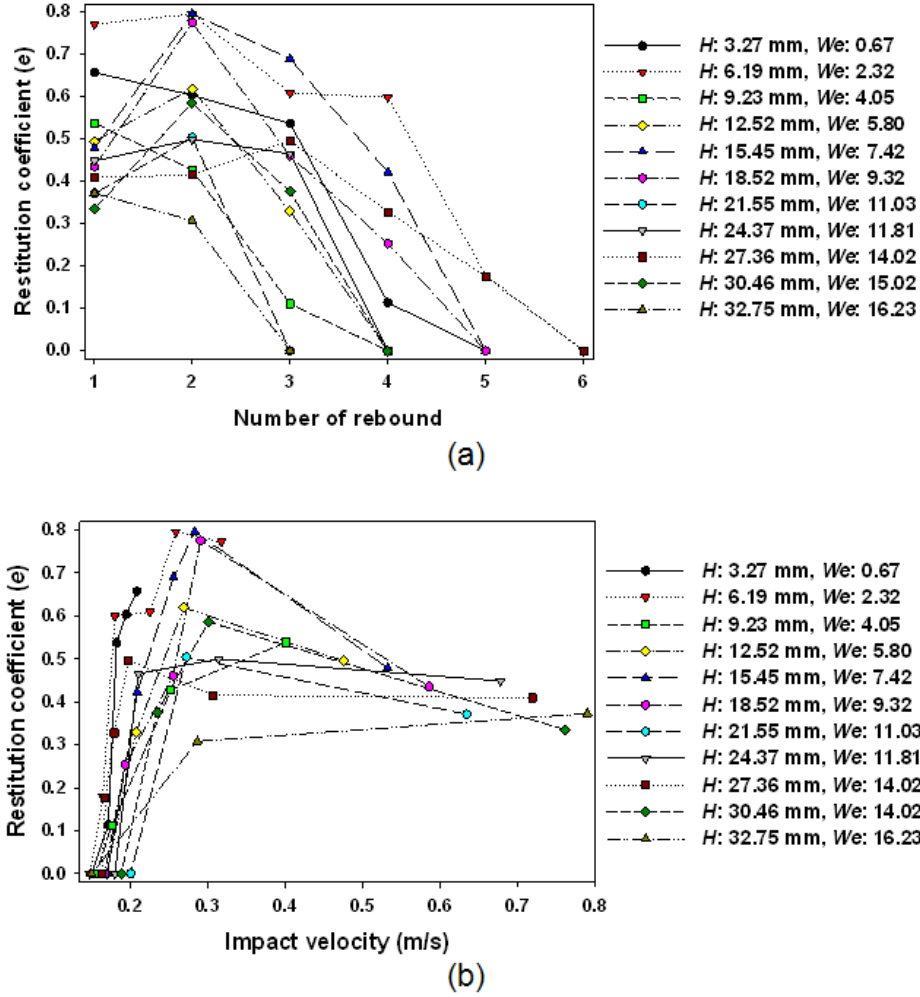 0.8
0.7
0.6
0.5
0.4
0.3
0.2
0.1
0.0
Restitution coefficient (e)
1 2 3 4 5 6
Number of rebound
H: 3.27 mm, We: 0.67
H: 6.19 mm, We: 2.32
H: 9.23 mm, We: 4.05
H: 12.52 mm, We: 5.80
H: 15.45 mm, We: 7.42
H: 18.52 mm, We: 9.32
H: 21.55 mm, We: 11.03
H: 24.37 mm, We: 11.81
H: 27.36 mm, We: 14.02
H: 30.46 mm, We: 15.02
H: 32.75 mm, We: 16.23
(a)
0.8
0.7
0.6
0.5
0.4
0.3
0.2
0.1
0.0
Restitution coefficient (e)
0.2 0.3 0.4 0.5 0.6 0.7 0.8
Impact velocity (m/s)
H: 3.27 mm, We: 0.67
H: 6.19 mm, We: 2.32
H: 9.23 mm, We: 4.05
H: 12.52 mm, We: 5.80
H: 15.45 mm, We: 7.42
H: 18.52 mm, We: 9.32
H: 21.55 mm, We: 11.03
H: 24.37 mm, We: 11.81
H: 27.36 mm, We: 14.02
H: 30.46 mm, We: 14.02
H: 32.75 mm, We: 16.23
(b)